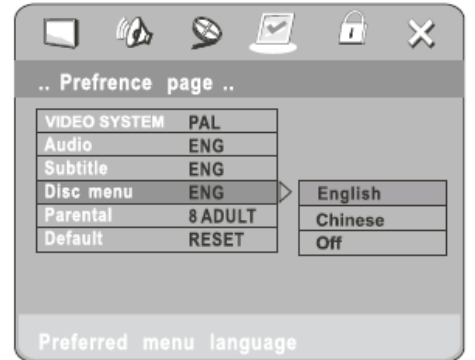 .. Prefrence page ..
VIDEO SYSTEM PAL
Audio ENG
Subtitle ENG
Disc menu ENG English
Parental 8 ADULT Chinese
Default RESET Off
Preferred menu language